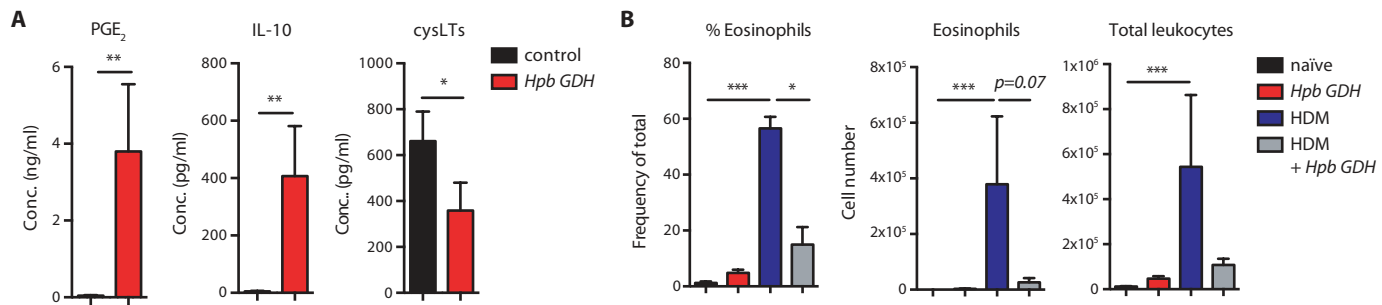 A
PGE2
**
6
4
2
0
Conc. (ng/ml)
IL-10
**
800
600
400
200
0
Conc. (pg/ml)
cysLTs
*
1000
800
600
400
200
0
Conc.. (pg/ml)
control
Hpb GDH
B
% Eosinophils
*** *
80
60
40
20
0
Frequency of total
Eosinophils
*** p=0.07
8x10⁵
6x10⁵
4x10⁵
2x10⁵
0
Cell number
Total leukocytes
***
1x10⁶
8x10⁵
6x10⁵
4x10⁵
2x10⁵
0
naïve
Hpb GDH
HDM
HDM
+ Hpb GDH